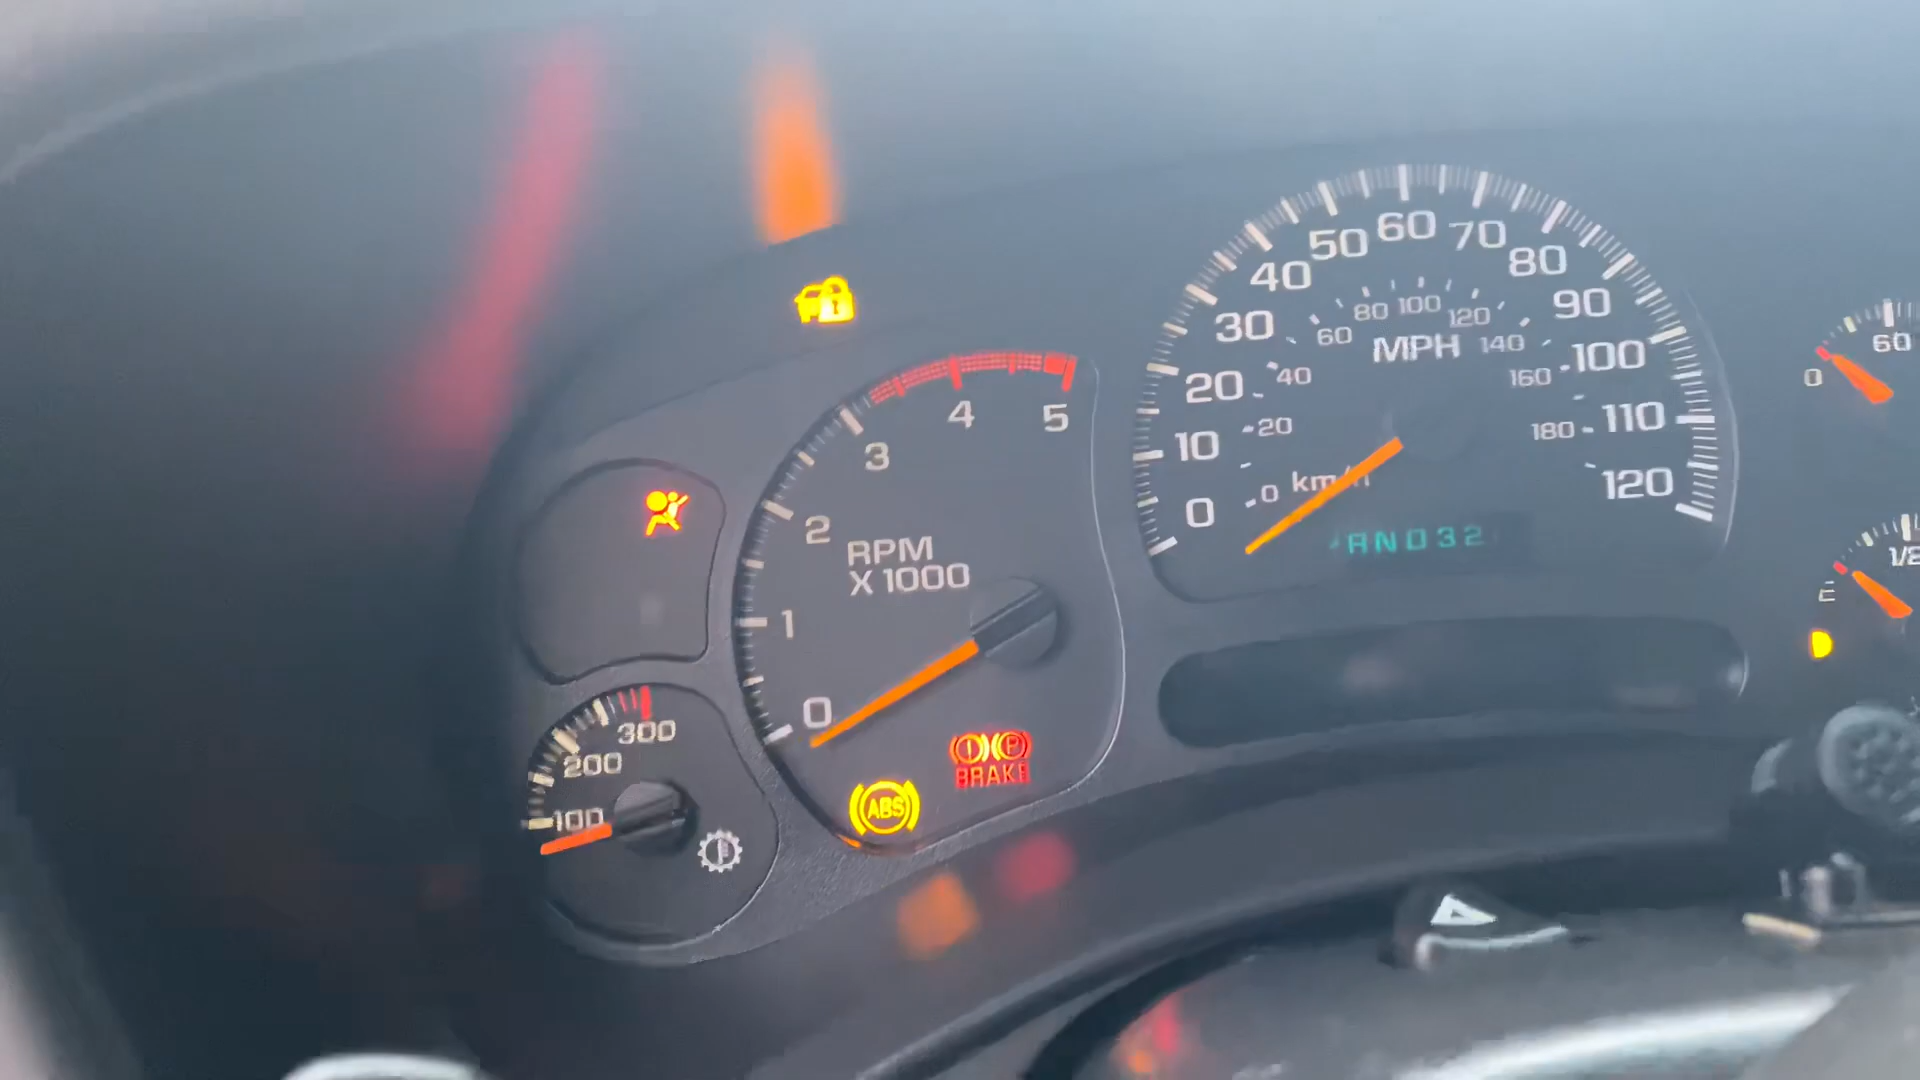 50 60 70
40 80
30 90
20 100
10 110
0 120
80 100 120
60 140
40 160
20 180
0 km/h
MPH
3 4 5
2
1
0
RPM
X 1000
BRAKE
ABS
300
200
100
60
0
1/2
E